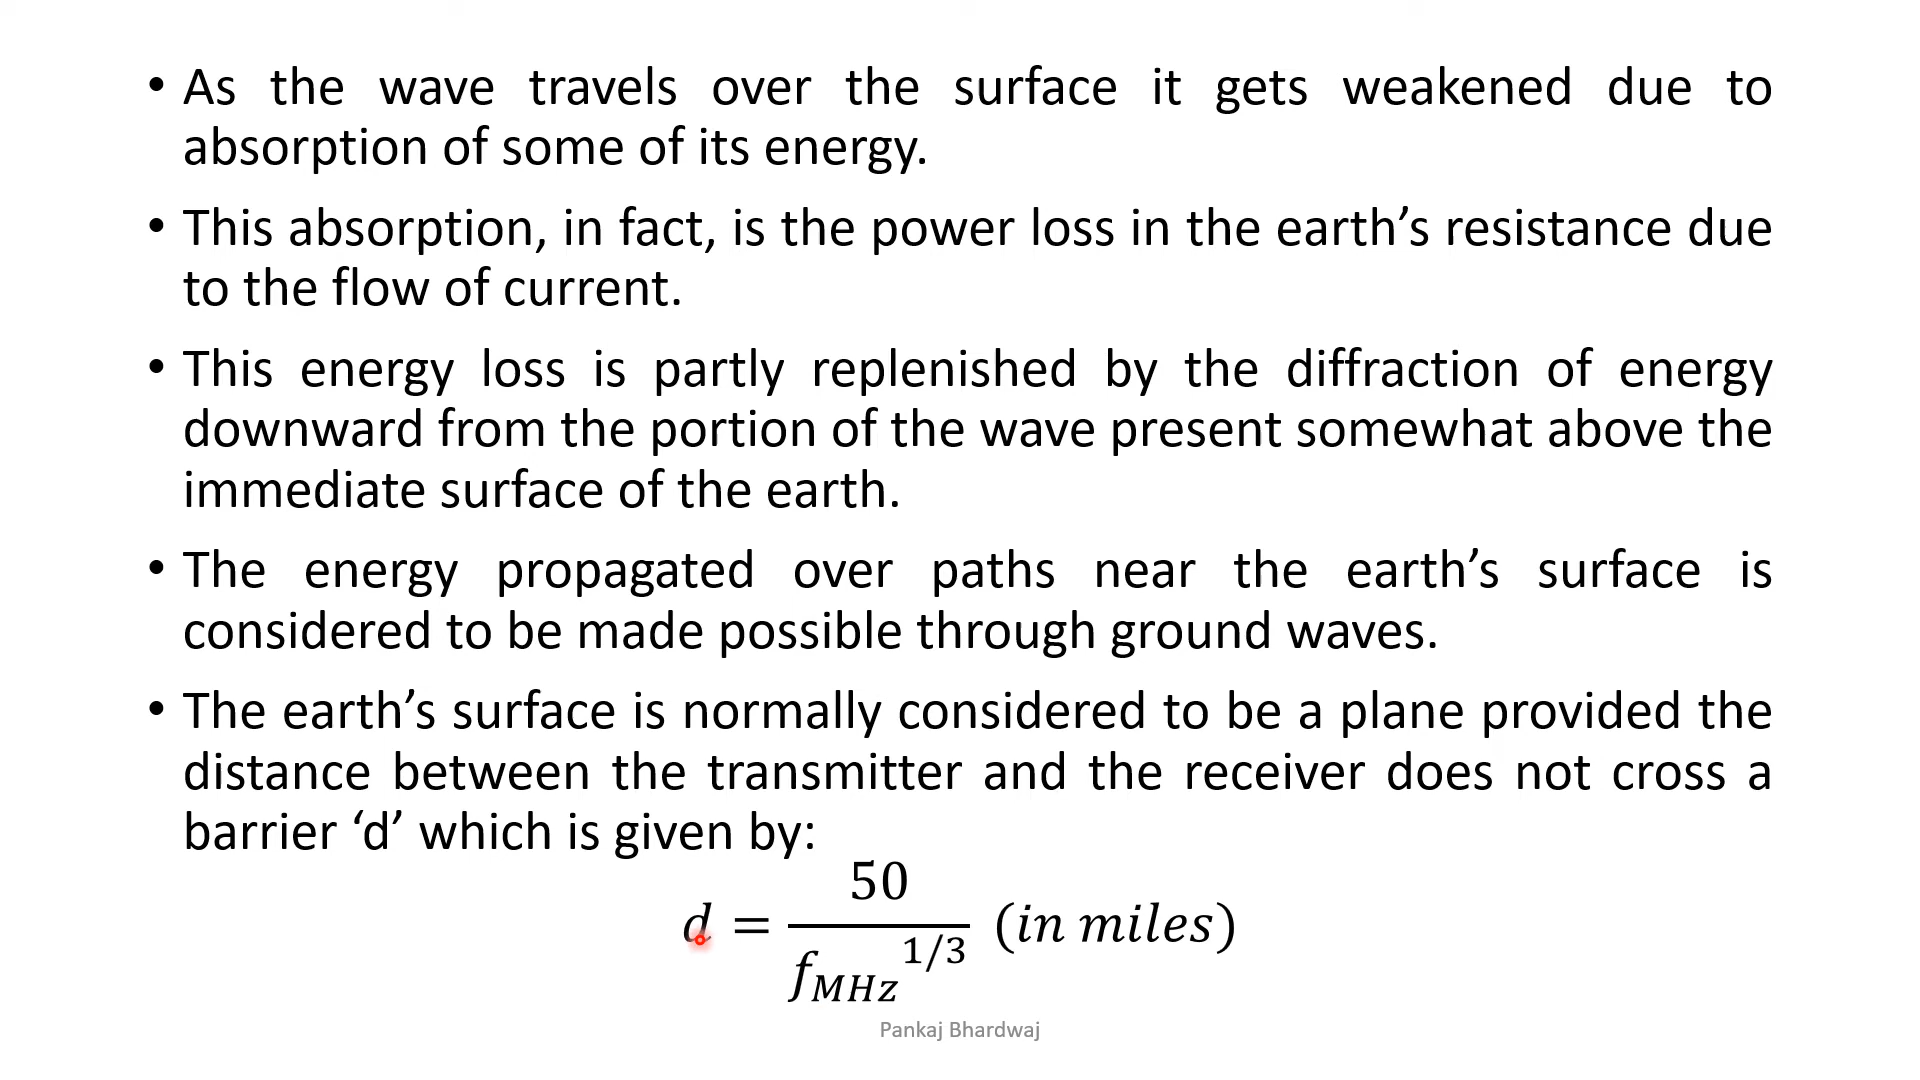 • As the wave travels over the surface it gets weakened due to
absorption of some of its energy.
• This absorption, in fact, is the power loss in the earth’s resistance due
to the flow of current.
• This energy loss is partly replenished by the diffraction of energy
downward from the portion of the wave present somewhat above the
immediate surface of the earth.
• The energy propagated over paths near the earth’s surface is
considered to be made possible through ground waves.
• The earth’s surface is normally considered to be a plane provided the
distance between the transmitter and the receiver does not cross a
barrier ‘d’ which is given by:
d = 50 / f_MHz^1/3 (in miles)
Pankaj Bhardwaj